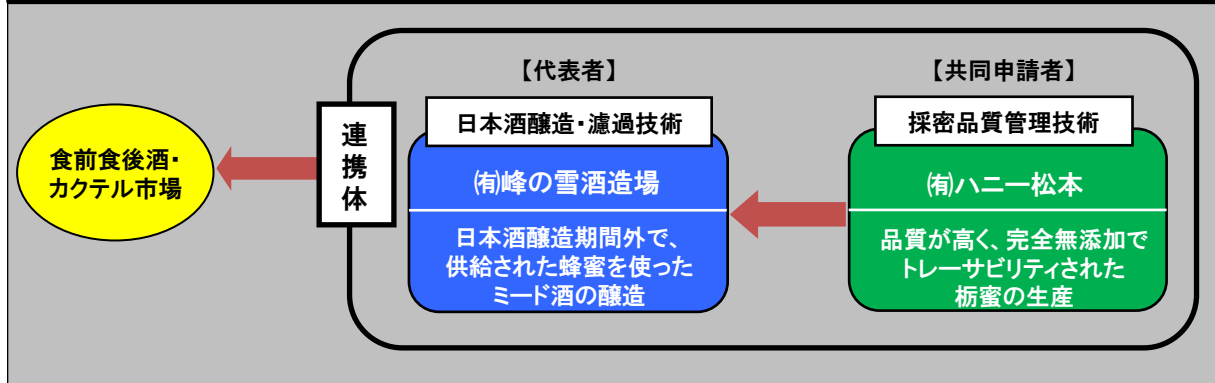 【代表者】
【共同申請者】
連携体
日本酒醸造・濾過技術
採密品質管理技術
食前食後酒・
カクテル市場
㈲峰の雪酒造場
日本酒醸造期間外で、
供給された蜂蜜を使った
ミード酒の醸造
㈲ハニー松本
品質が高く、完全無添加で
トレーサビリティされた
栃蜜の生産